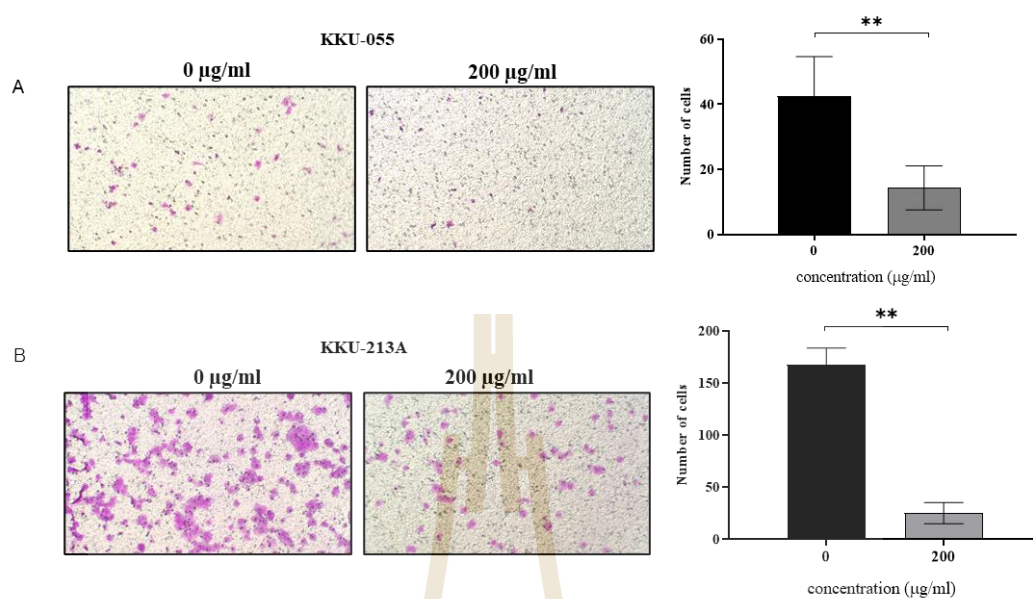 A
KKU-055
0 μg/ml
200 μg/ml
**
60
40
20
0
Number of cells
0
200
concentration (μg/ml)
B
KKU-213A
0 μg/ml
200 μg/ml
**
200
150
100
50
0
Number of cells
0
200
concentration (μg/ml)